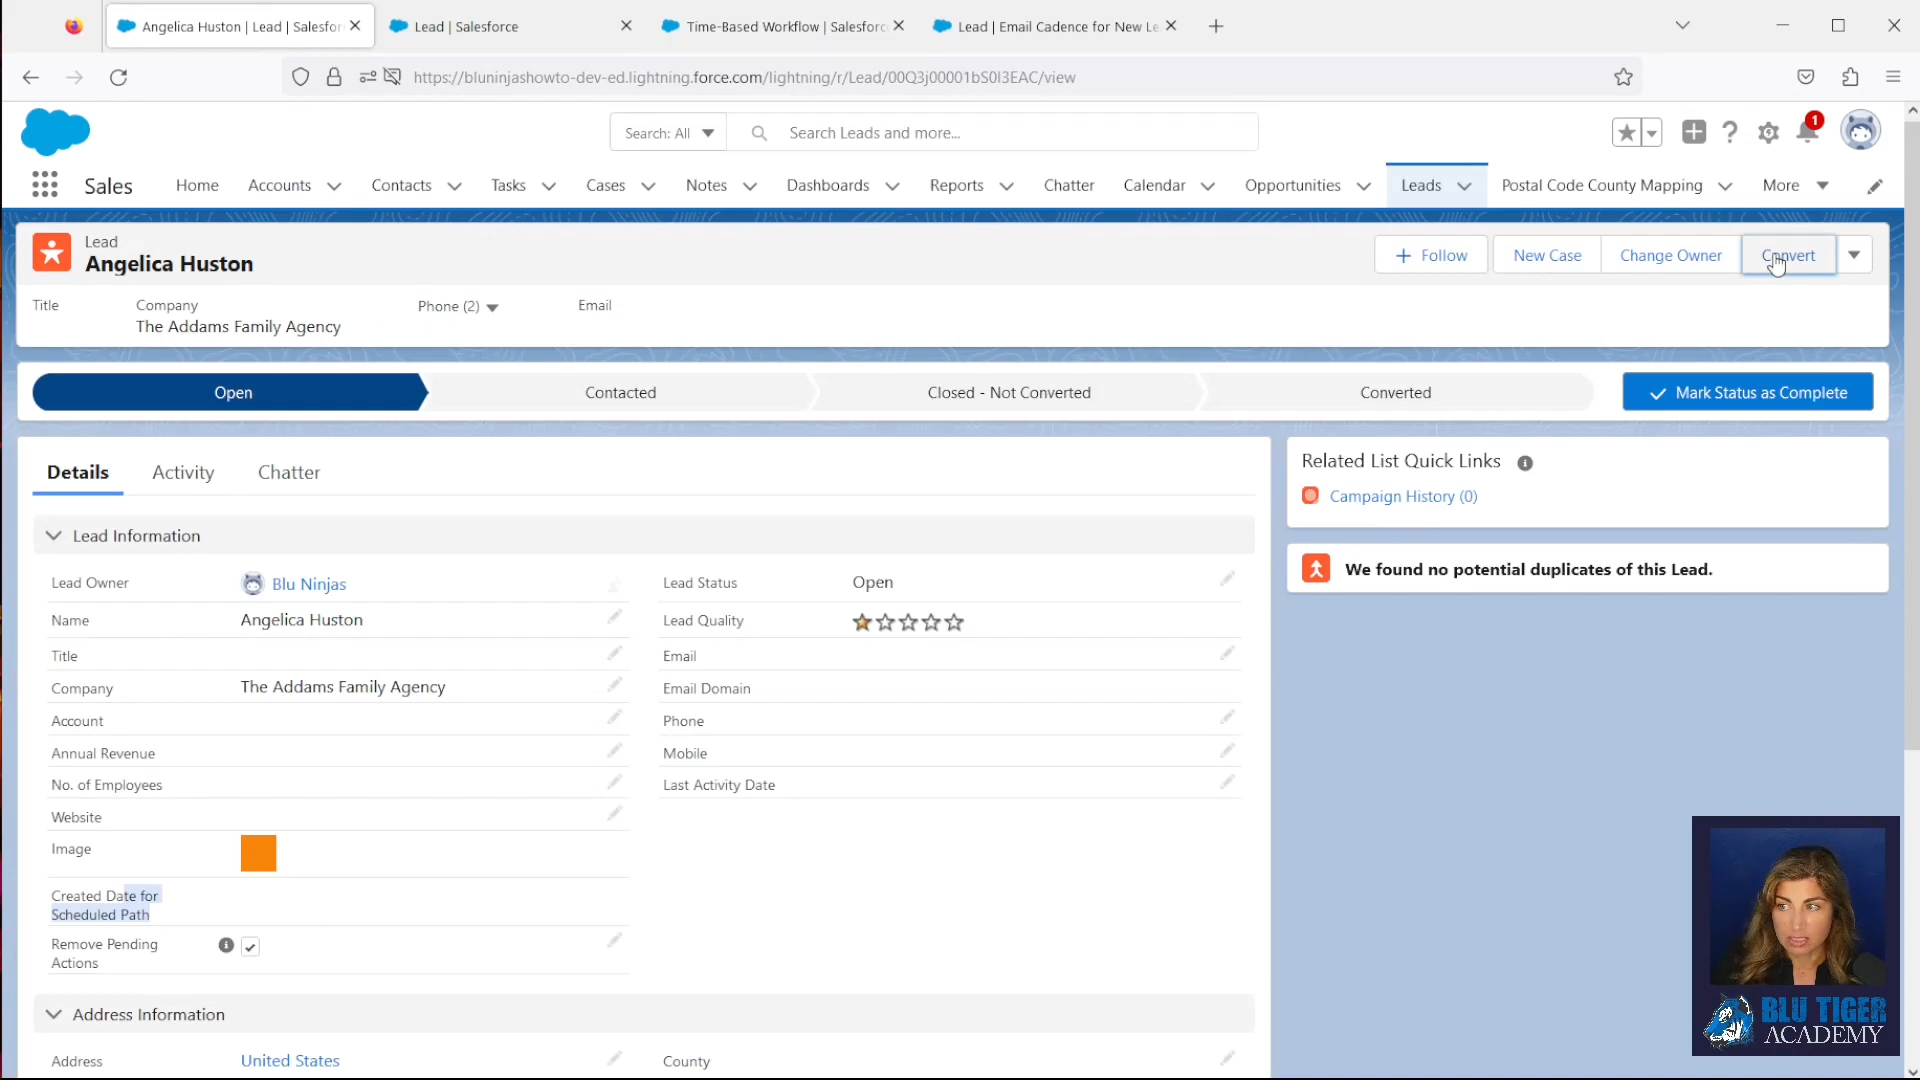 Angelica Huston | Lead | Salesfor
Lead | Salesforce
Time-Based Workflow | Salesforc
Lead | Email Cadence for New Le
https://bluninjashowto-dev-ed.lightning.force.com/lightning/r/Lead/00Q3j00001bS0I3EAC/view
Search: All
Search Leads and more...
1
Sales
Home
Accounts
Contacts
Tasks
Cases
Notes
Dashboards
Reports
Chatter
Calendar
Opportunities
Leads
Postal Code County Mapping
More
Lead
Angelica Huston
Follow
New Case
Change Owner
Convert
Title
Company
The Addams Family Agency
Phone (2)
Email
Open
Contacted
Closed - Not Converted
Converted
Mark Status as Complete
Details
Activity
Chatter
Related List Quick Links
Campaign History (0)
We found no potential duplicates of this Lead.
Lead Information
Lead Owner
Blu Ninjas
Lead Status
Open
Name
Angelica Huston
Lead Quality
Title
Email
Company
The Addams Family Agency
Email Domain
Account
Phone
Annual Revenue
Mobile
No. of Employees
Last Activity Date
Website
Image
Created Date for
Scheduled Path
Remove Pending
Actions
Address Information
Address
United States
County
BLU TIGER
ACADEMY